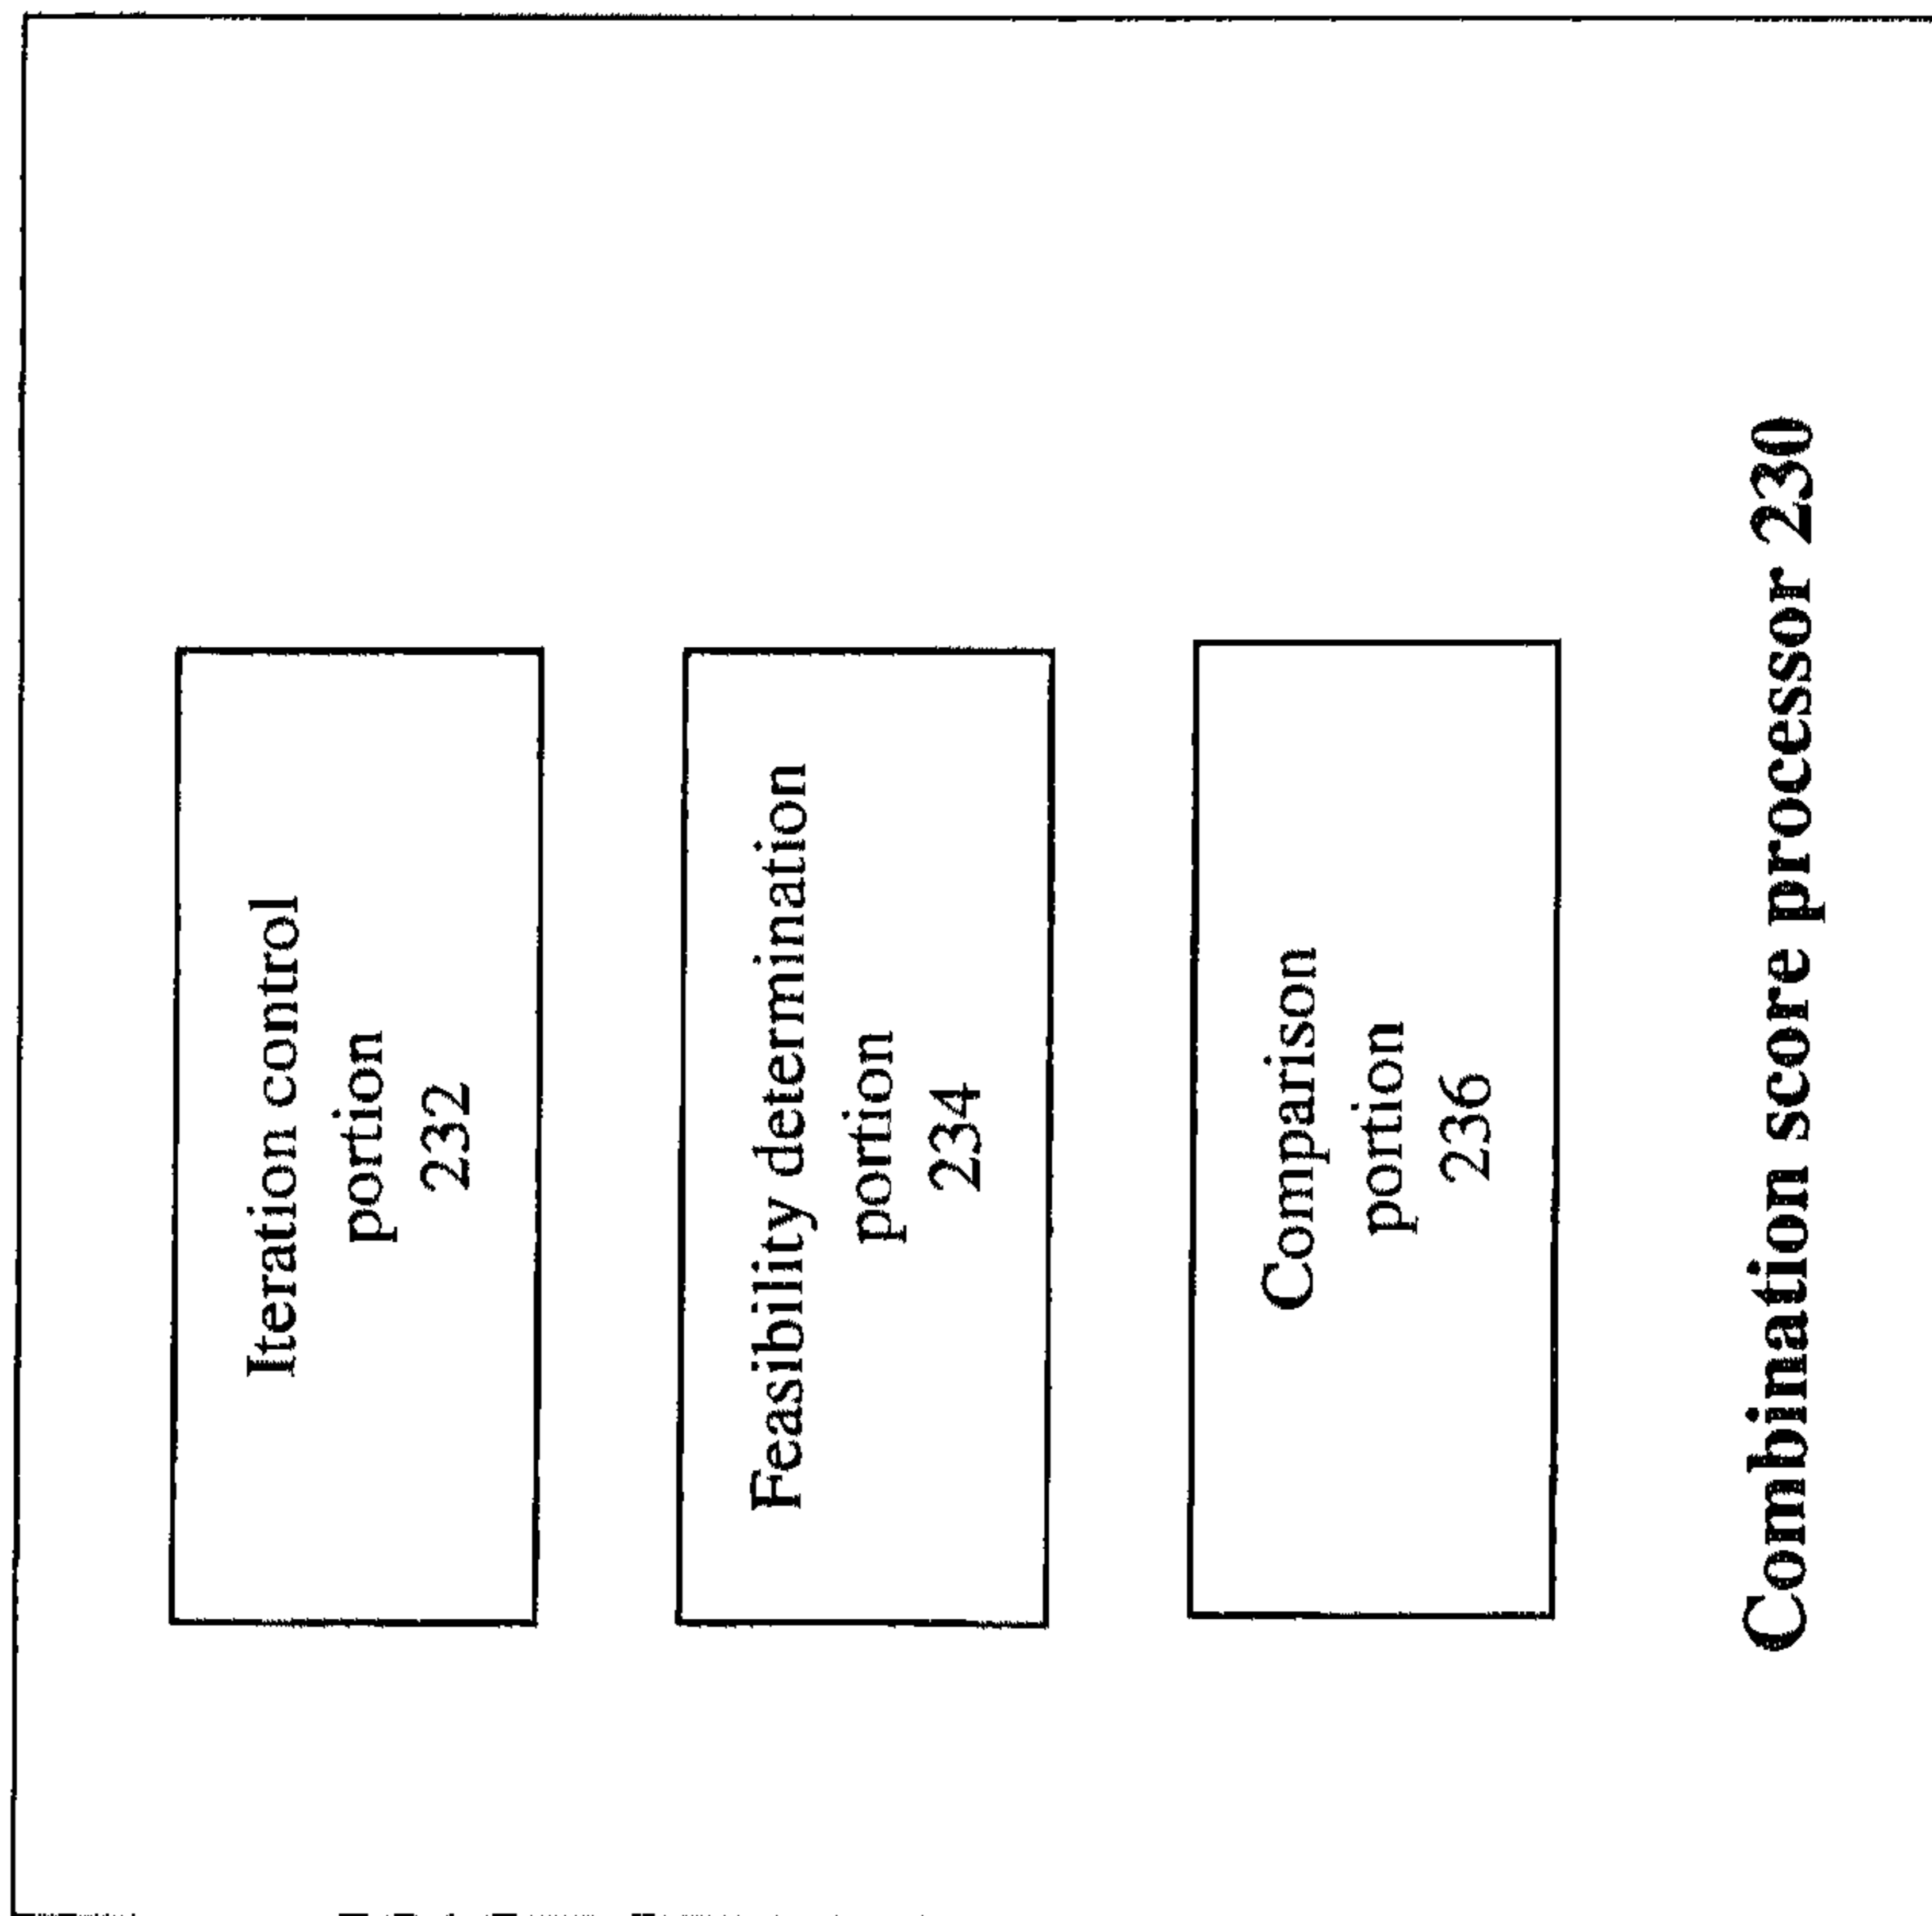 Iteration control
portion
232
Feasibility determination
portion
234
Comparison
portion
236
Combination score processor 230